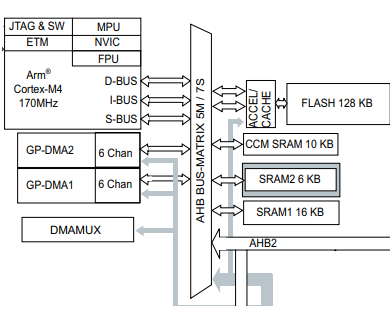 JTAG & SW
MPU
ETM
NVIC
FPU
Arm®
Cortex-M4
170MHz
D-BUS
I-BUS
S-BUS
GP-DMA2
6 Chan
GP-DMA1
6 Chan
DMAMUX
AHB BUS-MATRIX 5M / 7S
ACCEL/
CACHE
FLASH 128 KB
CCM SRAM 10 KB
SRAM2 6 KB
SRAM1 16 KB
AHB2